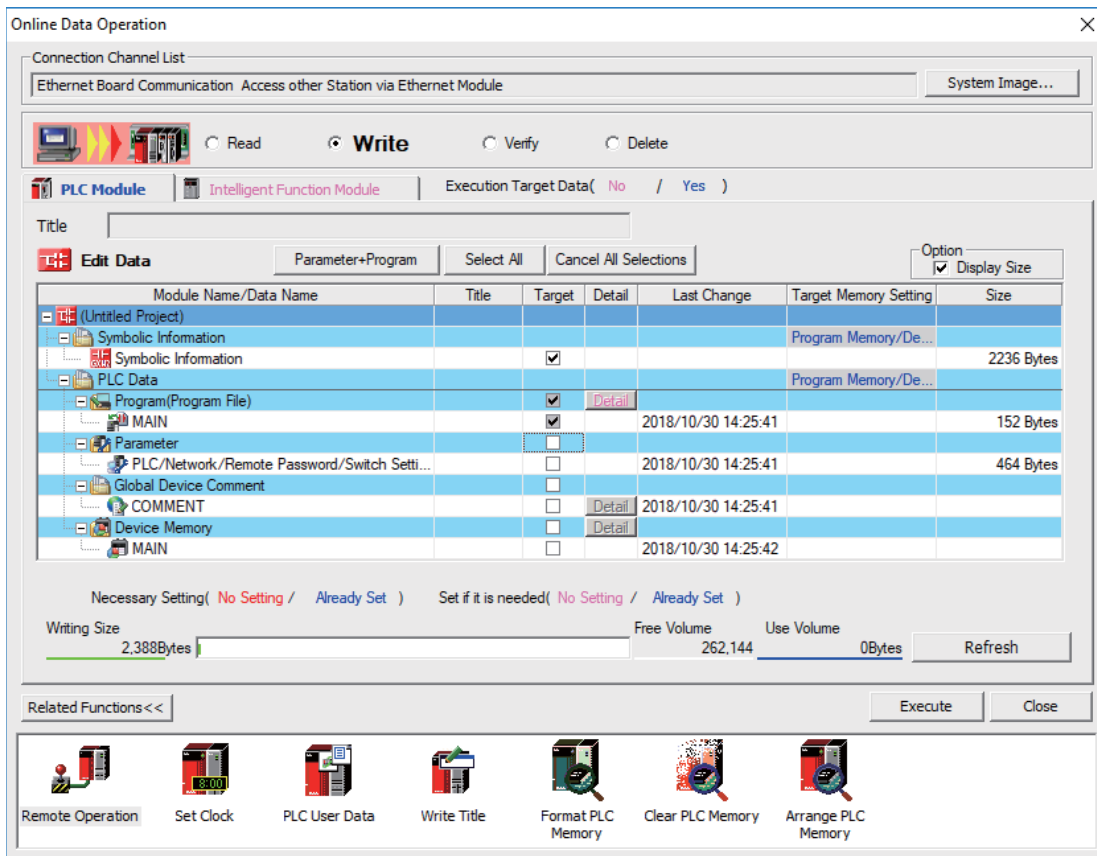 Online Data Operation
Connection Channel List
Ethernet Board Communication Access other Station via Ethernet Module
System Image...
Read Write Verify Delete
PLC Module Intelligent Function Module Execution Target Data( No / Yes )
Title
Edit Data Parameter+Program Select All Cancel All Selections
Option
Display Size
Module Name/Data Name Title Target Detail Last Change Target Memory Setting Size
(Untitled Project)
Symbolic Information Program Memory/De...
Symbolic Information 2236 Bytes
PLC Data Program Memory/De...
Program(Program File) Detail
MAIN 2018/10/30 14:25:41 152 Bytes
Parameter
PLC/Network/Remote Password/Switch Setti... 2018/10/30 14:25:41 464 Bytes
Global Device Comment
COMMENT Detail 2018/10/30 14:25:41
Device Memory Detail
MAIN 2018/10/30 14:25:42
Necessary Setting( No Setting / Already Set ) Set if it is needed( No Setting / Already Set )
Writing Size Free Volume Use Volume
2,388Bytes 262,144 0Bytes Refresh
Related Functions<< Execute Close
8:00
Remote Operation Set Clock PLC User Data Write Title Format PLC Clear PLC Memory Arrange PLC
Memory Memory